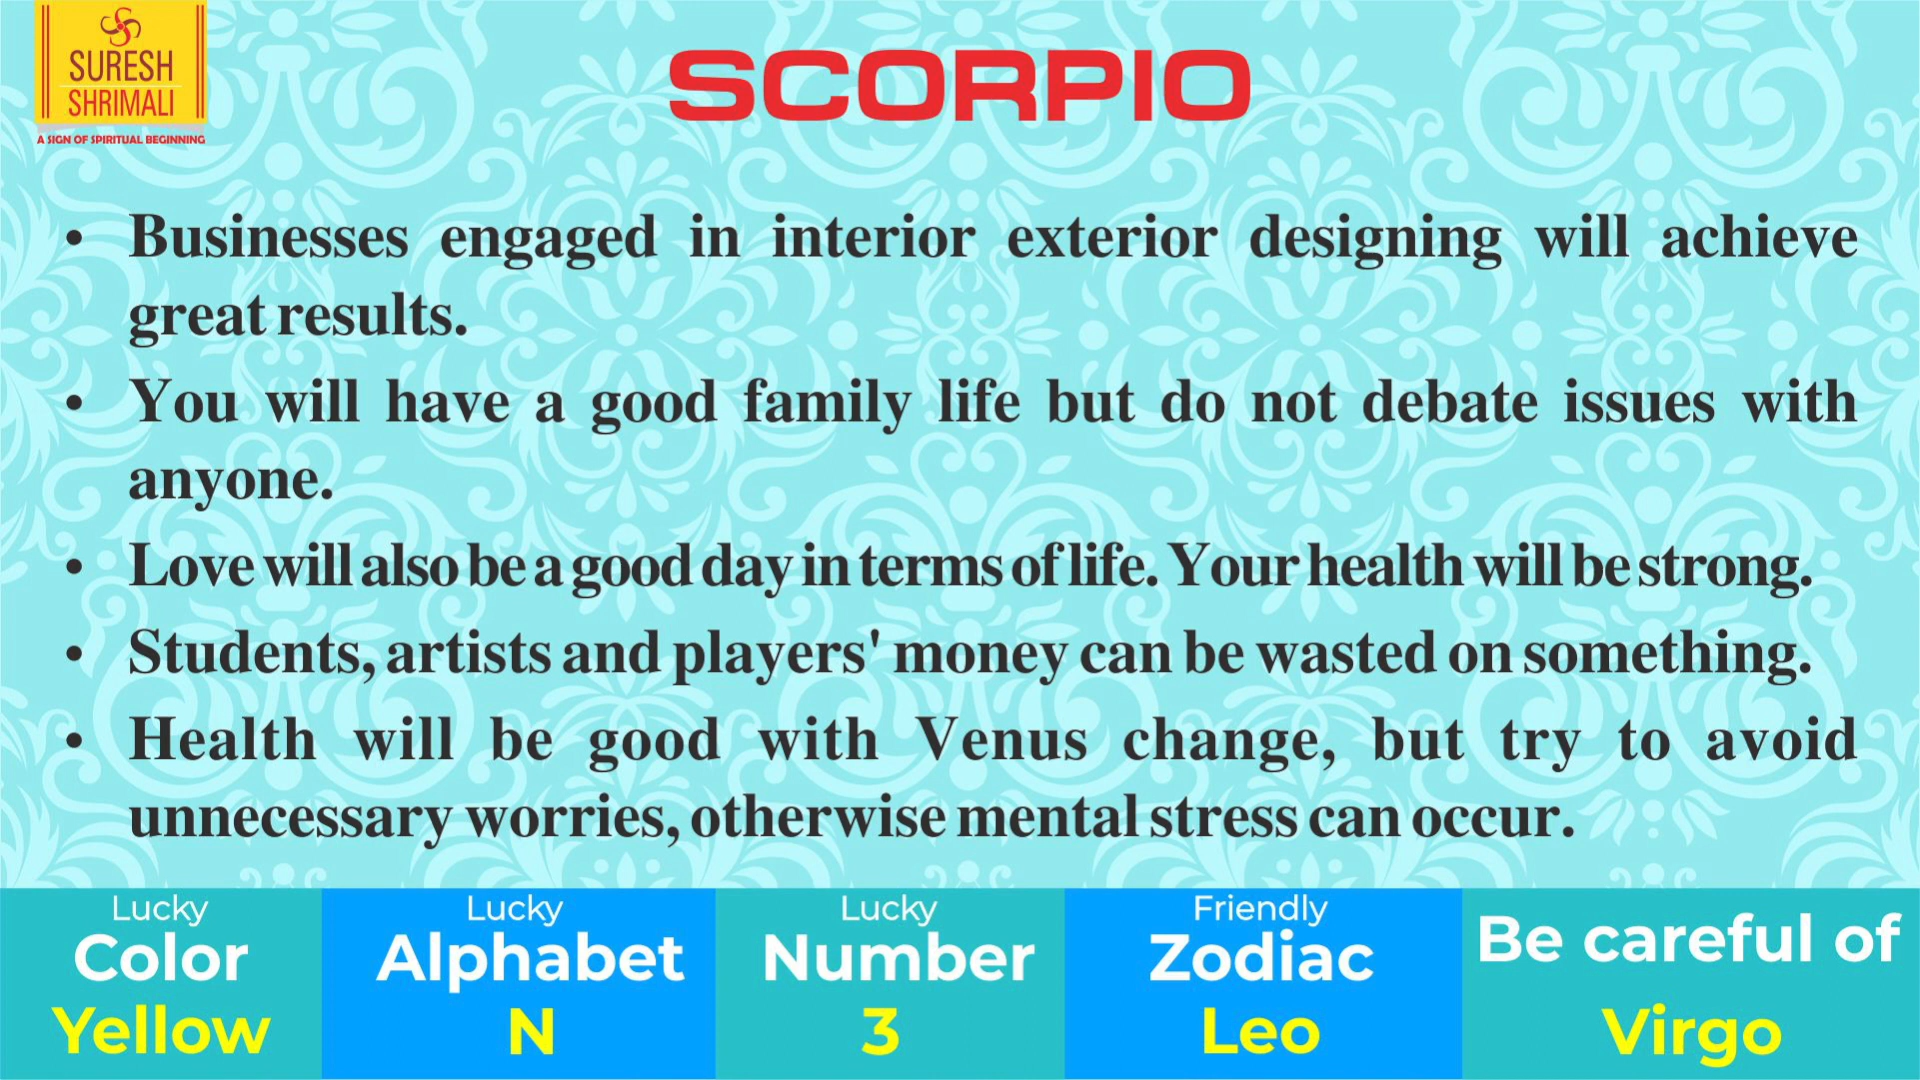 SURESH
SHRIMALI
A SIGN OF SPIRITUAL BEGINNING
SCORPIO
• Businesses engaged in interior exterior designing will achieve
great results.
• You will have a good family life but do not debate issues with
anyone.
• Love will also be a good day in terms of life. Your health will be strong.
• Students, artists and players' money can be wasted on something.
• Health will be good with Venus change, but try to avoid
unnecessary worries, otherwise mental stress can occur.
Lucky
Color
Yellow
Lucky
Alphabet
N
Lucky
Number
3
Friendly
Zodiac
Leo
Be careful of
Virgo